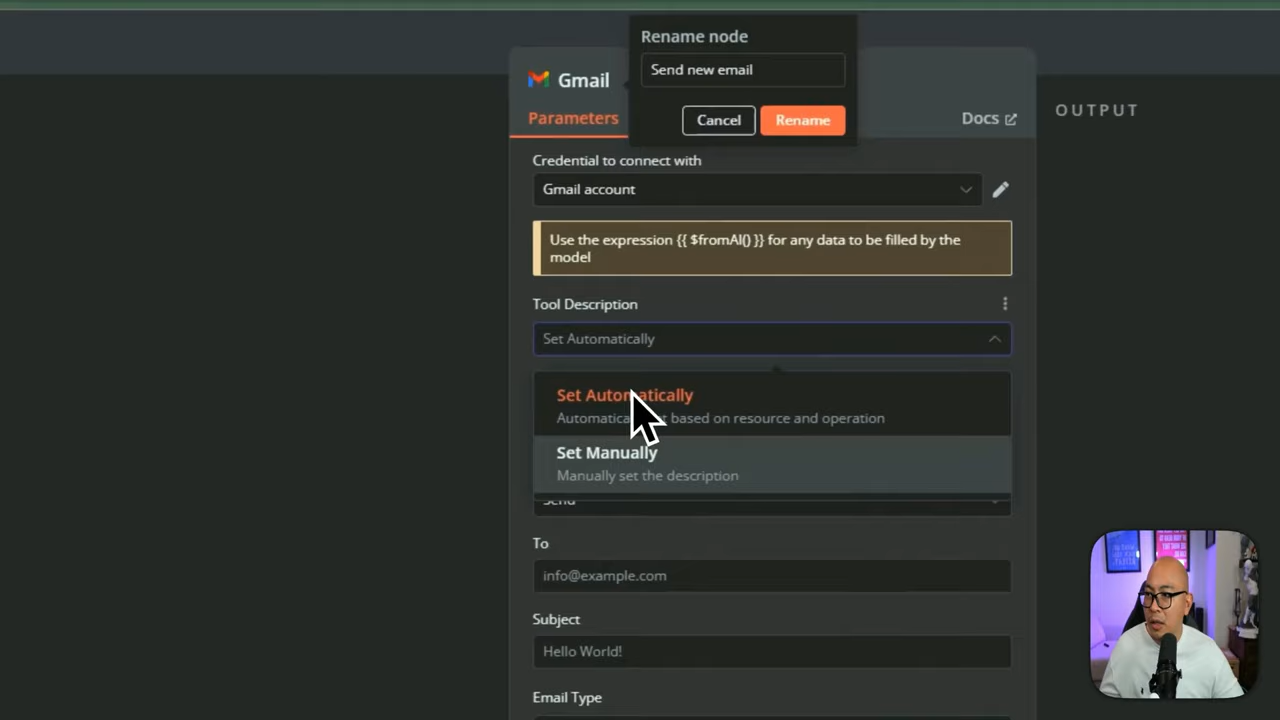 Rename node
Send new email
Gmail
Cancel
Rename
Parameters
Docs
OUTPUT
Credential to connect with
Gmail account
Use the expression {{ $fromAI() }} for any data to be filled by the
model
Tool Description
Set Automatically
Set Automatically
based on resource and operation
Set Manually
Manually set the description
Send
To
info@example.com
Subject
Hello World!
Email Type